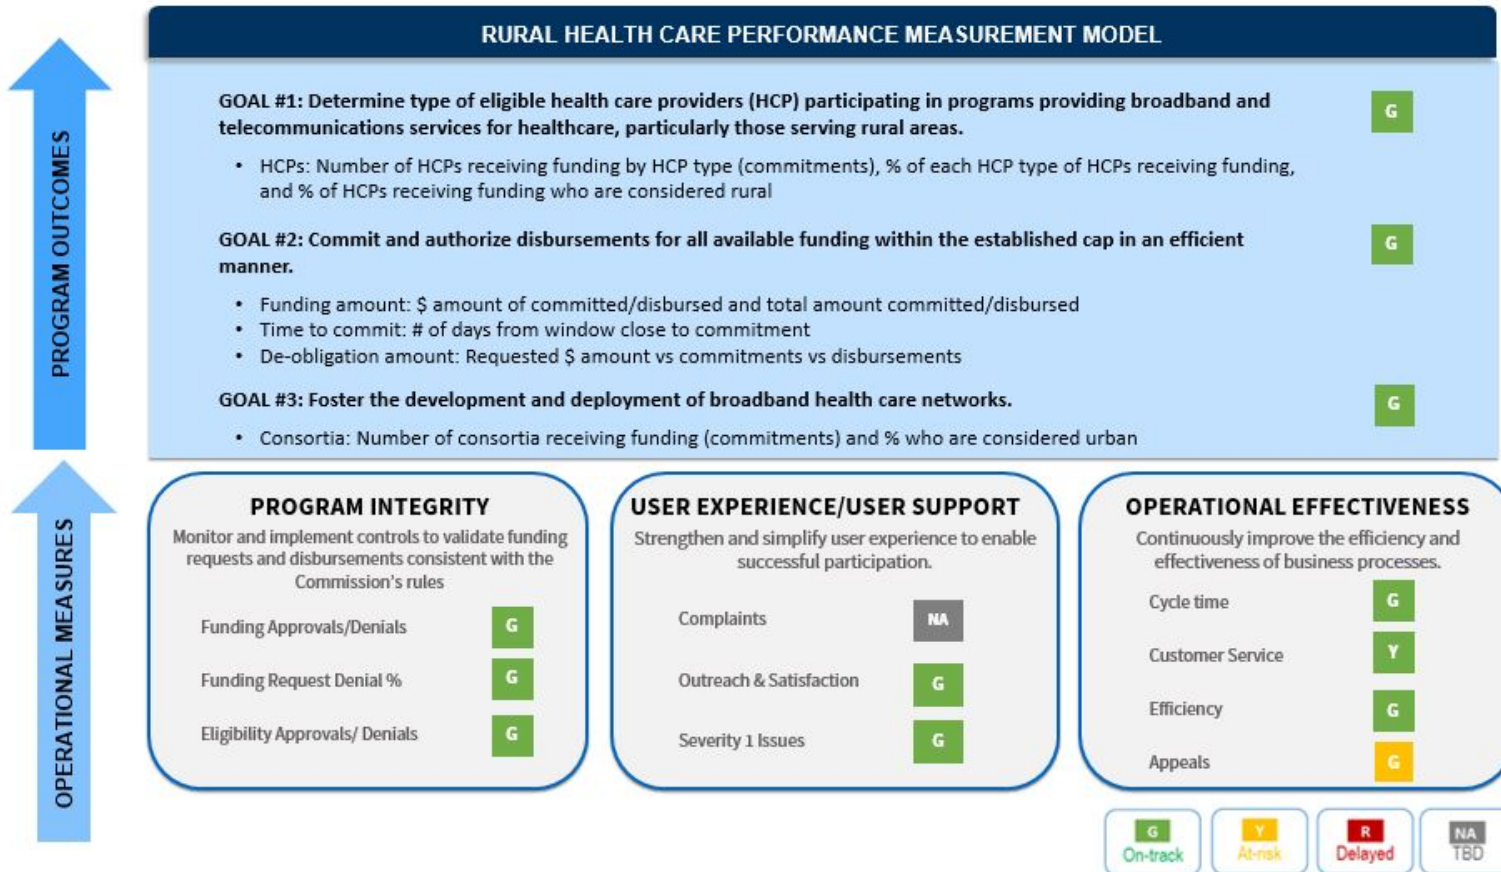 RURAL HEALTH CARE PERFORMANCE MEASUREMENT MODEL
PROGRAM OUTCOMES
GOAL #1: Determine type of eligible health care providers (HCP) participating in programs providing broadband and
telecommunications services for healthcare, particularly those serving rural areas.
G
• HCPs: Number of HCPs receiving funding by HCP type (commitments), % of each HCP type of HCPs receiving funding,
and % of HCPs receiving funding who are considered rural
GOAL #2: Commit and authorize disbursements for all available funding within the established cap in an efficient
manner.
G
• Funding amount: $ amount of committed/disbursed and total amount committed/disbursed
• Time to commit: # of days from window close to commitment
• De-obligation amount: Requested $ amount vs commitments vs disbursements
GOAL #3: Foster the development and deployment of broadband health care networks.
G
• Consortia: Number of consortia receiving funding (commitments) and % who are considered urban
OPERATIONAL MEASURES
PROGRAM INTEGRITY
Monitor and implement controls to validate funding
requests and disbursements consistent with the
Commission's rules
Funding Approvals/Denials G
Funding Request Denial % G
Eligibility Approvals/ Denials G
USER EXPERIENCE/USER SUPPORT
Strengthen and simplify user experience to enable
successful participation.
Complaints NA
Outreach & Satisfaction G
Severity 1 Issues G
OPERATIONAL EFFECTIVENESS
Continuously improve the efficiency and
effectiveness of business processes.
Cycle time G
Customer Service Y
Efficiency G
Appeals G
G
On-track
Y
At-risk
R
Delayed
NA
TBD